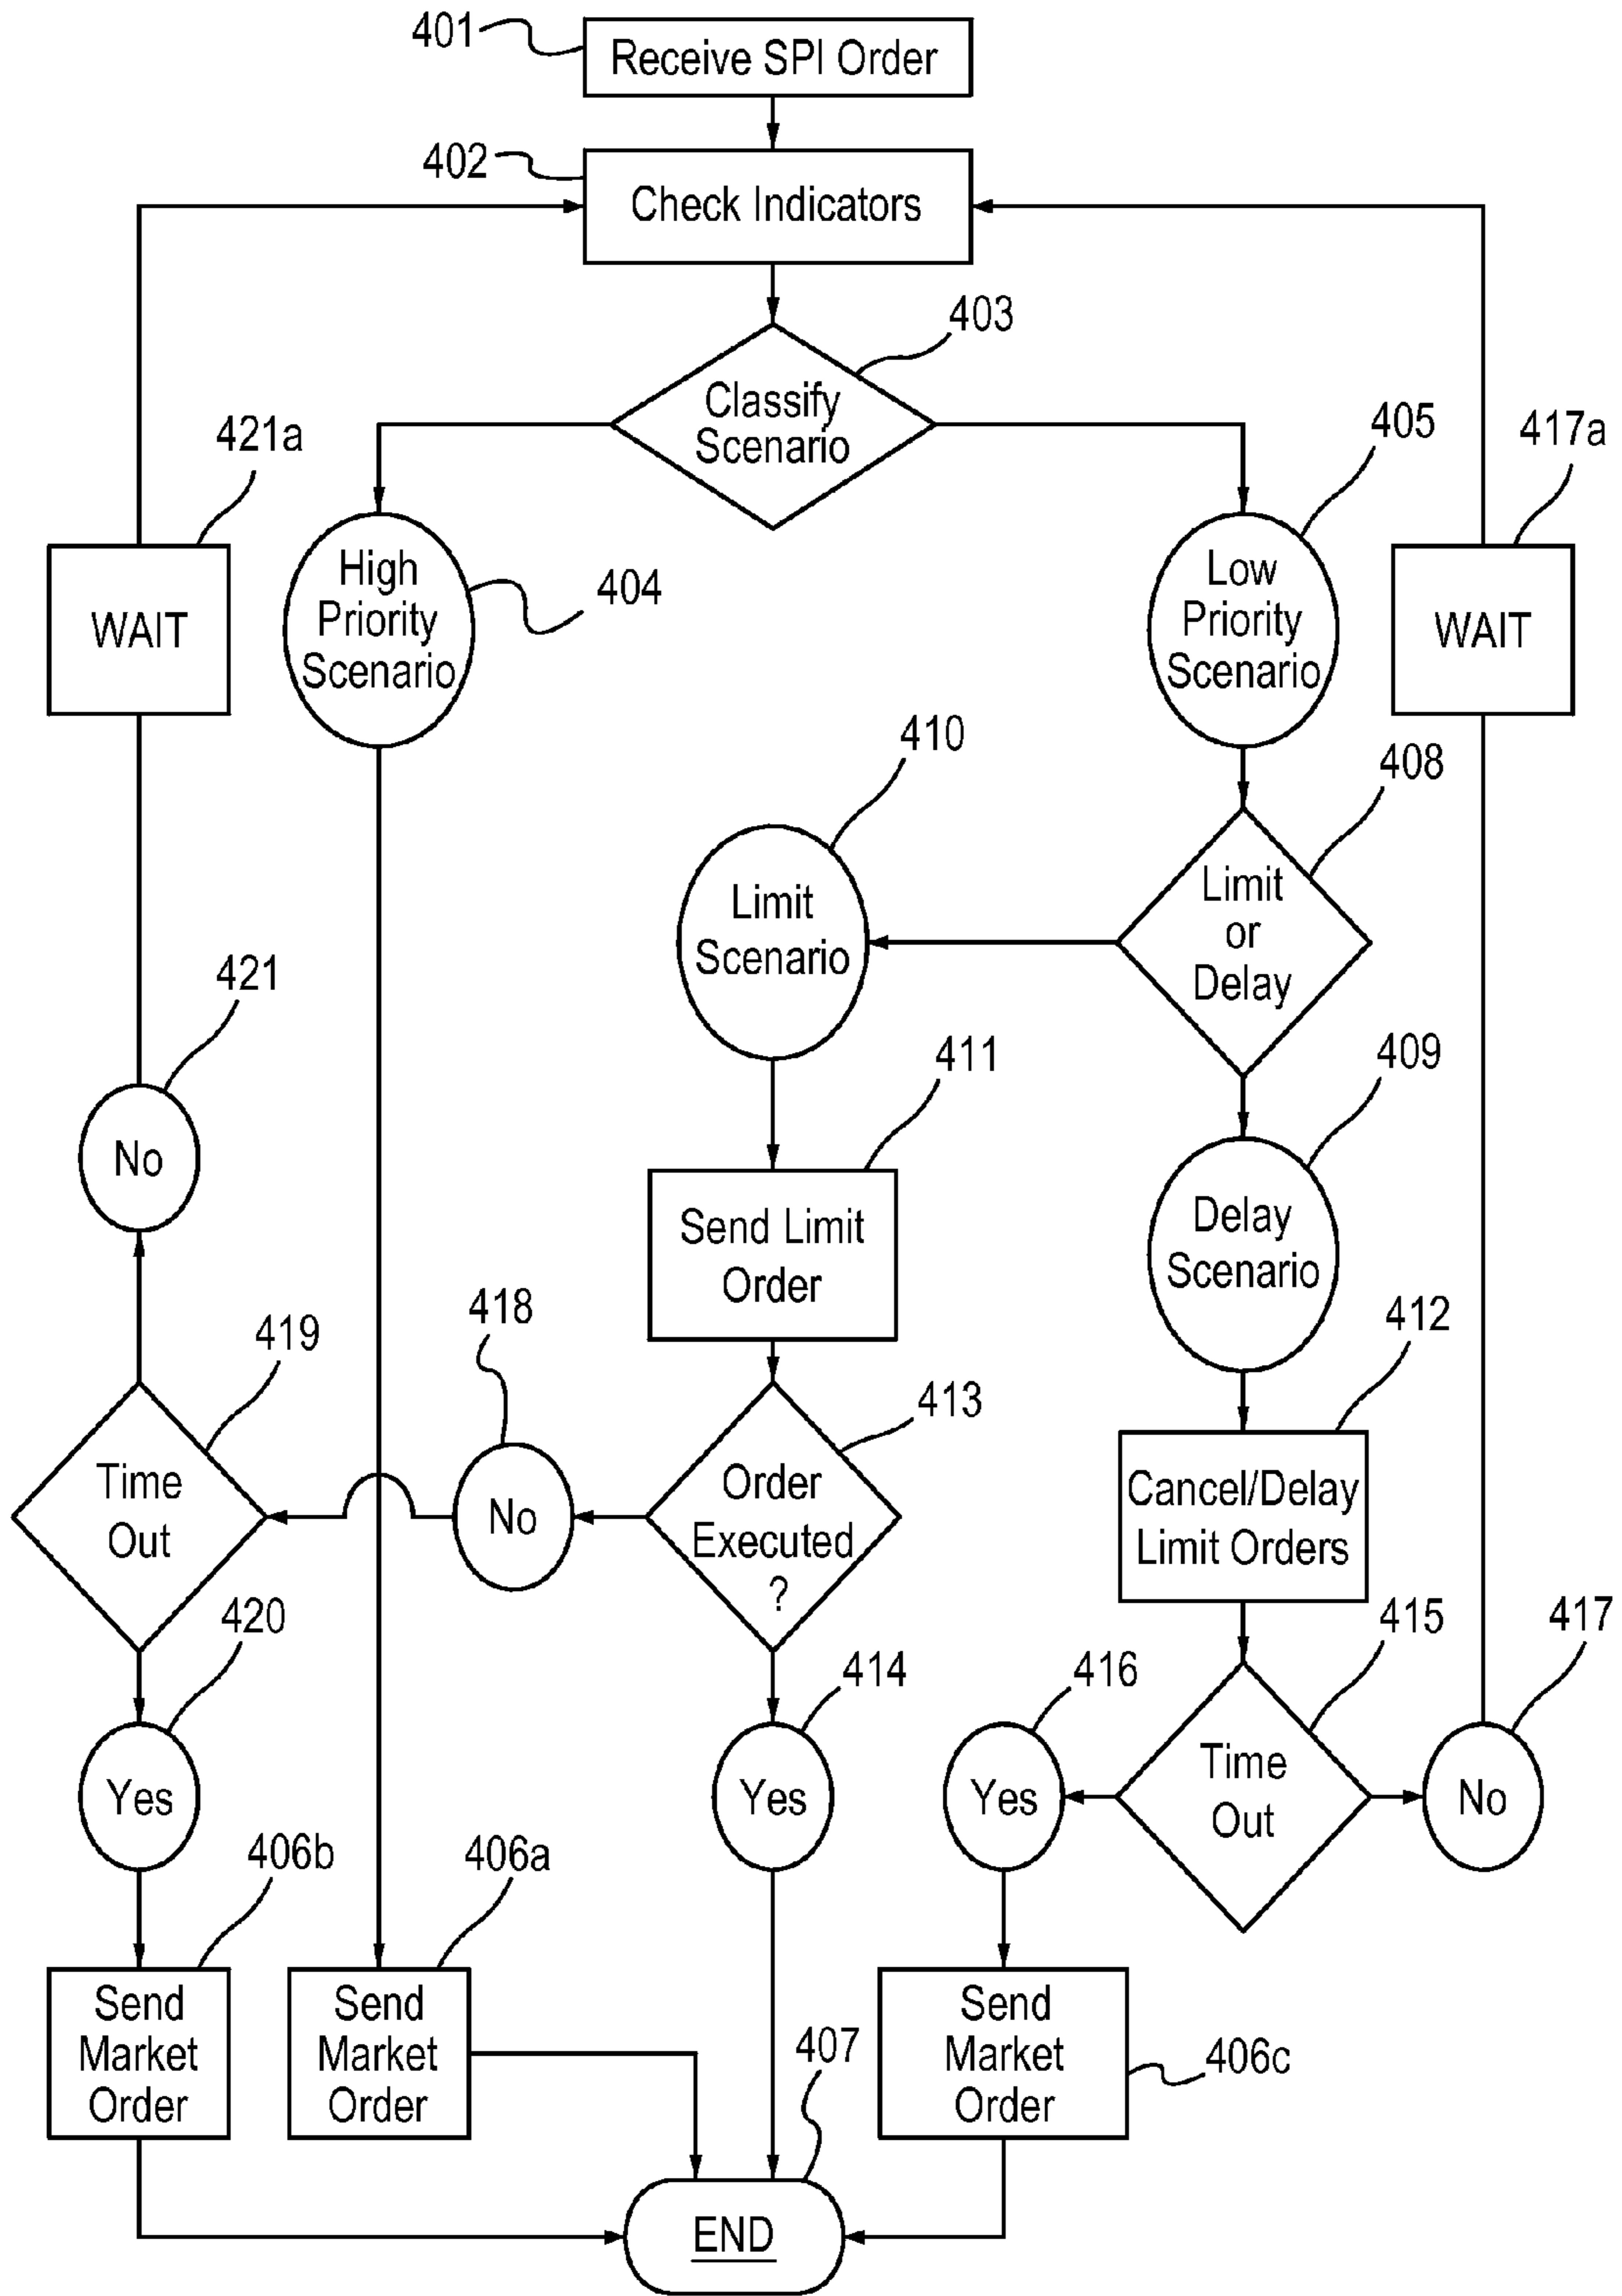 401
Receive SPI Order
402
Check Indicators
403
Classify
Scenario
421a
WAIT
High
Priority
Scenario
404
405
Low
Priority
Scenario
417a
WAIT
410
Limit
Scenario
408
Limit
or
Delay
421
No
411
Send Limit
Order
409
Delay
Scenario
419
Time
Out
418
No
413
Order
Executed
?
412
Cancel/Delay
Limit Orders
420
Yes
414
Yes
416
Yes
415
Time
Out
417
No
406b
Send
Market
Order
406a
Send
Market
Order
407
END
Send
Market
Order
406c